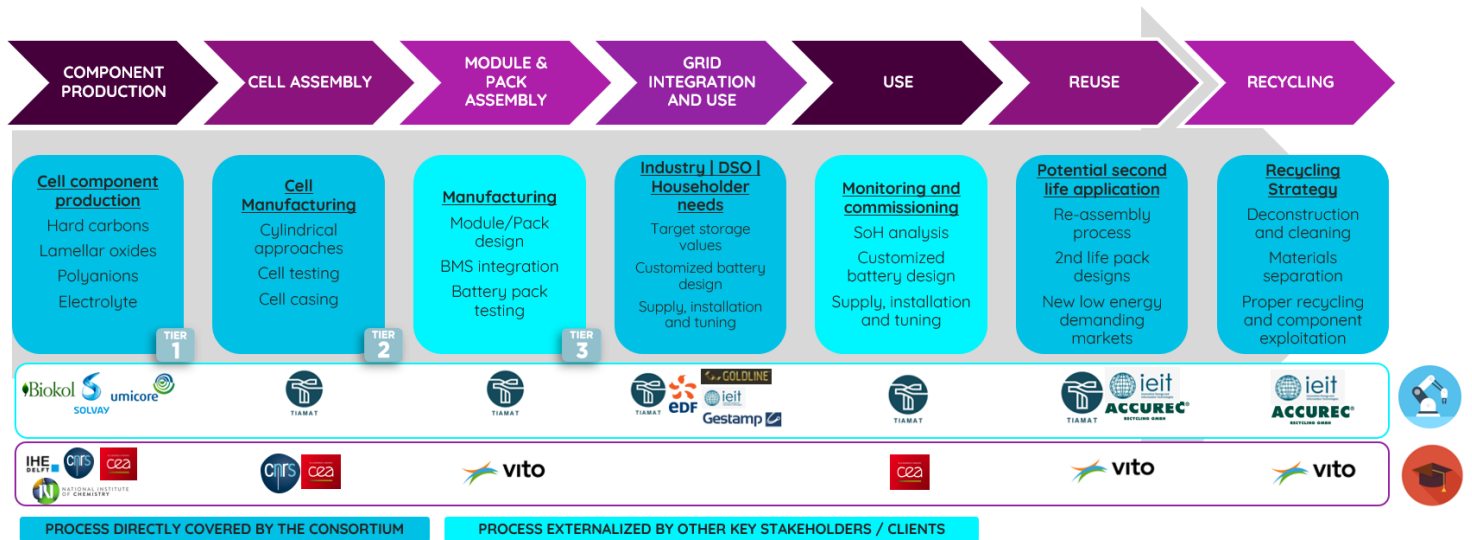 COMPONENT
PRODUCTION
CELL ASSEMBLY
MODULE &
PACK
ASSEMBLY
GRID
INTEGRATION
AND USE
USE
REUSE
RECYCLING
Cell component
production
Hard carbons
Lamellar oxides
Polyanions
Electrolyte
TIER
1
Cell
Manufacturing
Cylindrical
approaches
Cell testing
Cell casing
TIER
2
Manufacturing
Module/Pack
design
BMS integration
Battery pack
testing
TIER
3
Industry | DSO |
Householder
needs
Target storage
values
Customized battery
design
Supply, installation
and tuning
Monitoring and
commissioning
SoH analysis
Customized
battery design
Supply, installation
and tuning
Potential second
life application
Re-assembly
process
2nd life pack
designs
New low energy
demanding
markets
Recycling
Strategy
Deconstruction
and cleaning
Materials
separation
Proper recycling
and component
exploitation
Biokol
SOLVAY
umicore
TIAMAT
TIAMAT
TIAMAT
eDF
GOLDLINE
ieit
Gestamp
TIAMAT
TIAMAT
ieit
ACCUREC®
RECYCLING GMBH
ieit
ACCUREC®
RECYCLING GMBH
IHE
DELFT
cnrs
cea
NATIONAL INSTITUTE
OF CHEMISTRY
cnrs
cea
vito
cea
vito
vito
PROCESS DIRECTLY COVERED BY THE CONSORTIUM
PROCESS EXTERNALIZED BY OTHER KEY STAKEHOLDERS / CLIENTS